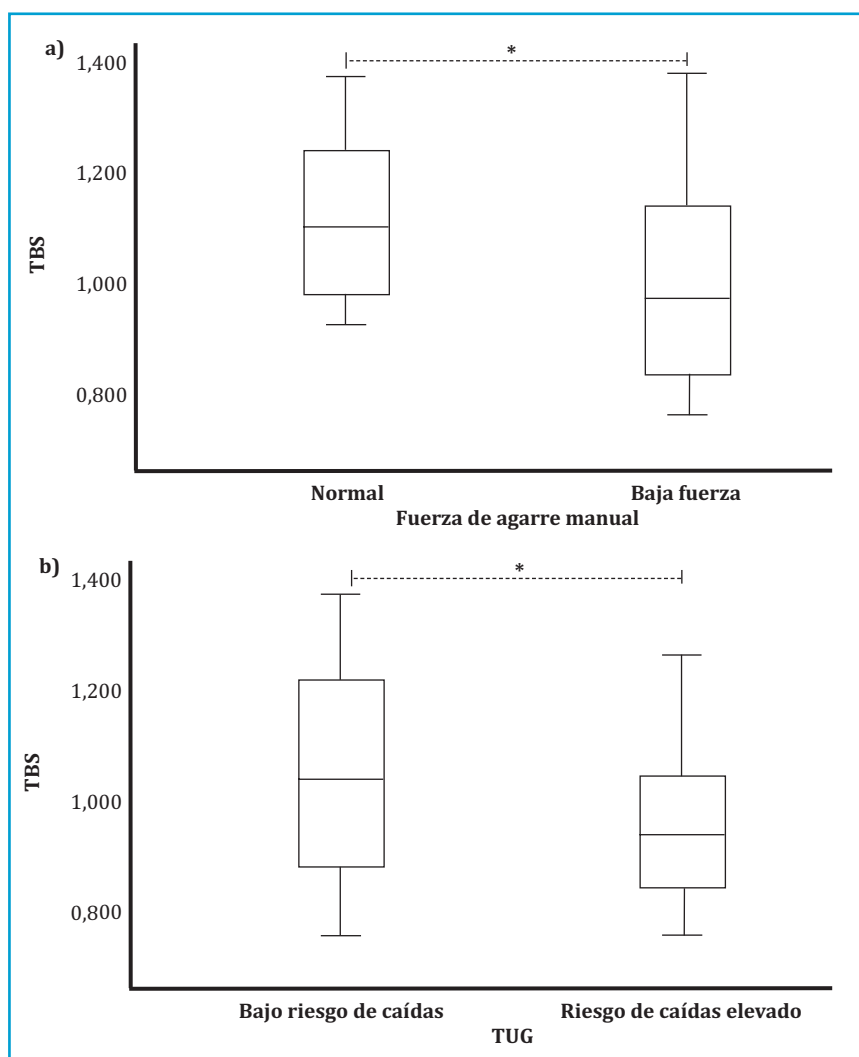 a)
*
1,400
1,200
1,000
0,800
TBS
Normal
Baja fuerza
Fuerza de agarre manual
b)
*
1,400
1,200
1,000
0,800
TBS
Bajo riesgo de caídas
Riesgo de caídas elevado
TUG